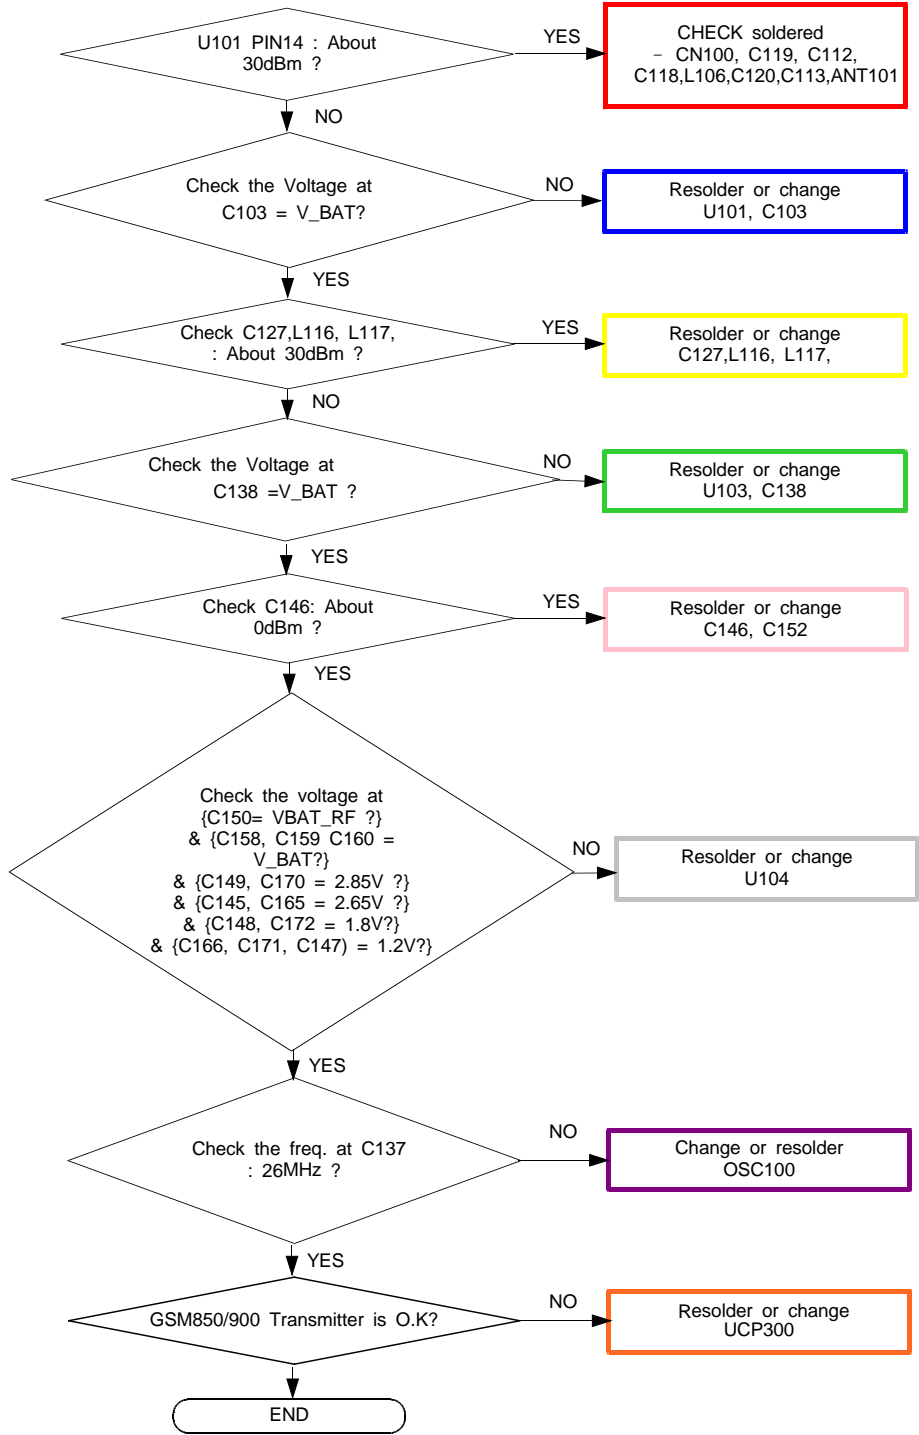 U101 PIN14 : About
30dBm ?
YES
CHECK soldered
– CN100, C119, C112,
C118,L106,C120,C113,ANT101
NO
Check the Voltage at
C103 = V_BAT?
NO
Resolder or change
U101, C103
YES
Check C127,L116, L117,
: About 30dBm ?
YES
Resolder or change
C127,L116, L117,
NO
Check the Voltage at
C138 =V_BAT ?
NO
Resolder or change
U103, C138
YES
Check C146: About
0dBm ?
YES
Resolder or change
C146, C152
YES
Check the voltage at
{C150= VBAT_RF ?}
& {C158, C159 C160 =
V_BAT?}
& {C149, C170 = 2.85V ?}
& {C145, C165 = 2.65V ?}
& {C148, C172 = 1.8V?}
& {C166, C171, C147) = 1.2V?}
NO
Resolder or change
U104
YES
Check the freq. at C137
: 26MHz ?
NO
Change or resolder
OSC100
YES
GSM850/900 Transmitter is O.K?
NO
Resolder or change
UCP300
END